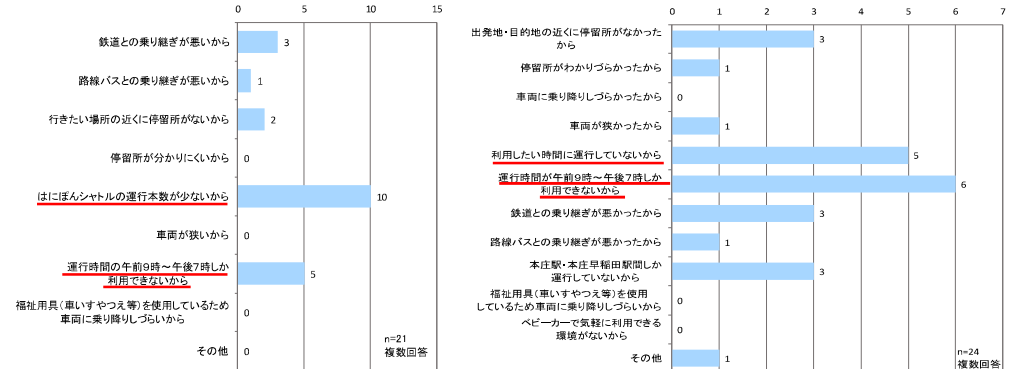 0 5 10 15
鉄道との乗り継ぎが悪いから 3
路線バスとの乗り継ぎが悪いから 1
行きたい場所の近くに停留所がないから 2
停留所が分かりにくいから 0
はにぽんシャトルの運行本数が少ないから 10
車両が狭いから 0
運行時間の午前9時～午後7時しか
利用できないから 5
福祉用具(車いすやつえ等)を使用しているため
車両に乗り降りしづらいから 0
その他 0
n=21
複数回答
0 1 2 3 4 5 6 7
出発地・目的地の近くに停留所がなかった
から 3
停留所がわかりづらかったから 1
車両に乗り降りしづらかったから 0
車両が狭かったから 1
利用したい時間に運行していないから 5
運行時間が午前9時～午後7時しか
利用できないから 6
鉄道との乗り継ぎが悪かったから 3
路線バスとの乗り継ぎが悪かったから 1
本庄駅・本庄早稲田駅間しか
運行していないから 3
福祉用具(車いすやつえ等)を使用
しているため車両に乗り降りしづらいから 0
ベビーカーで気軽に利用できる
環境がないから 0
その他 1
n=24
複数回答